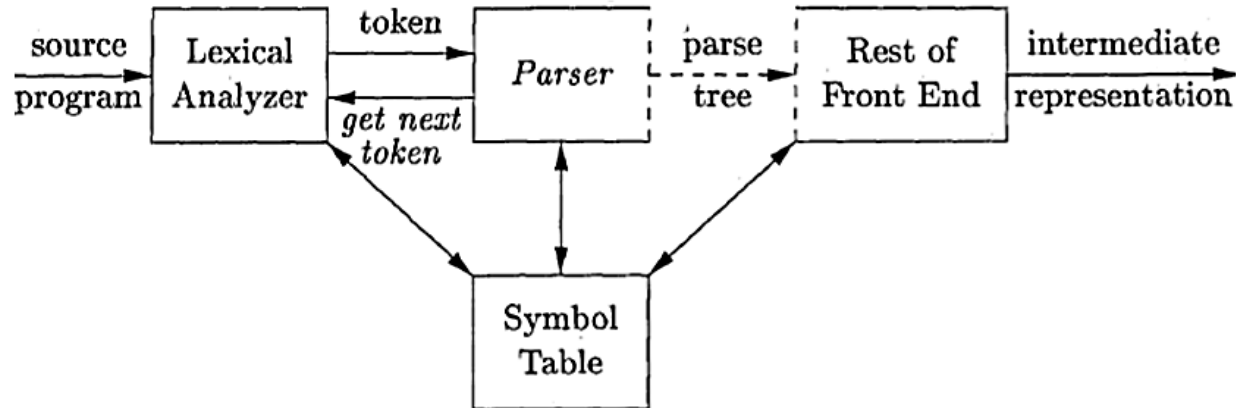 source
program
Lexical
Analyzer
token
get next
token
Parser
parse
tree
Rest of
Front End
intermediate
representation
Symbol
Table